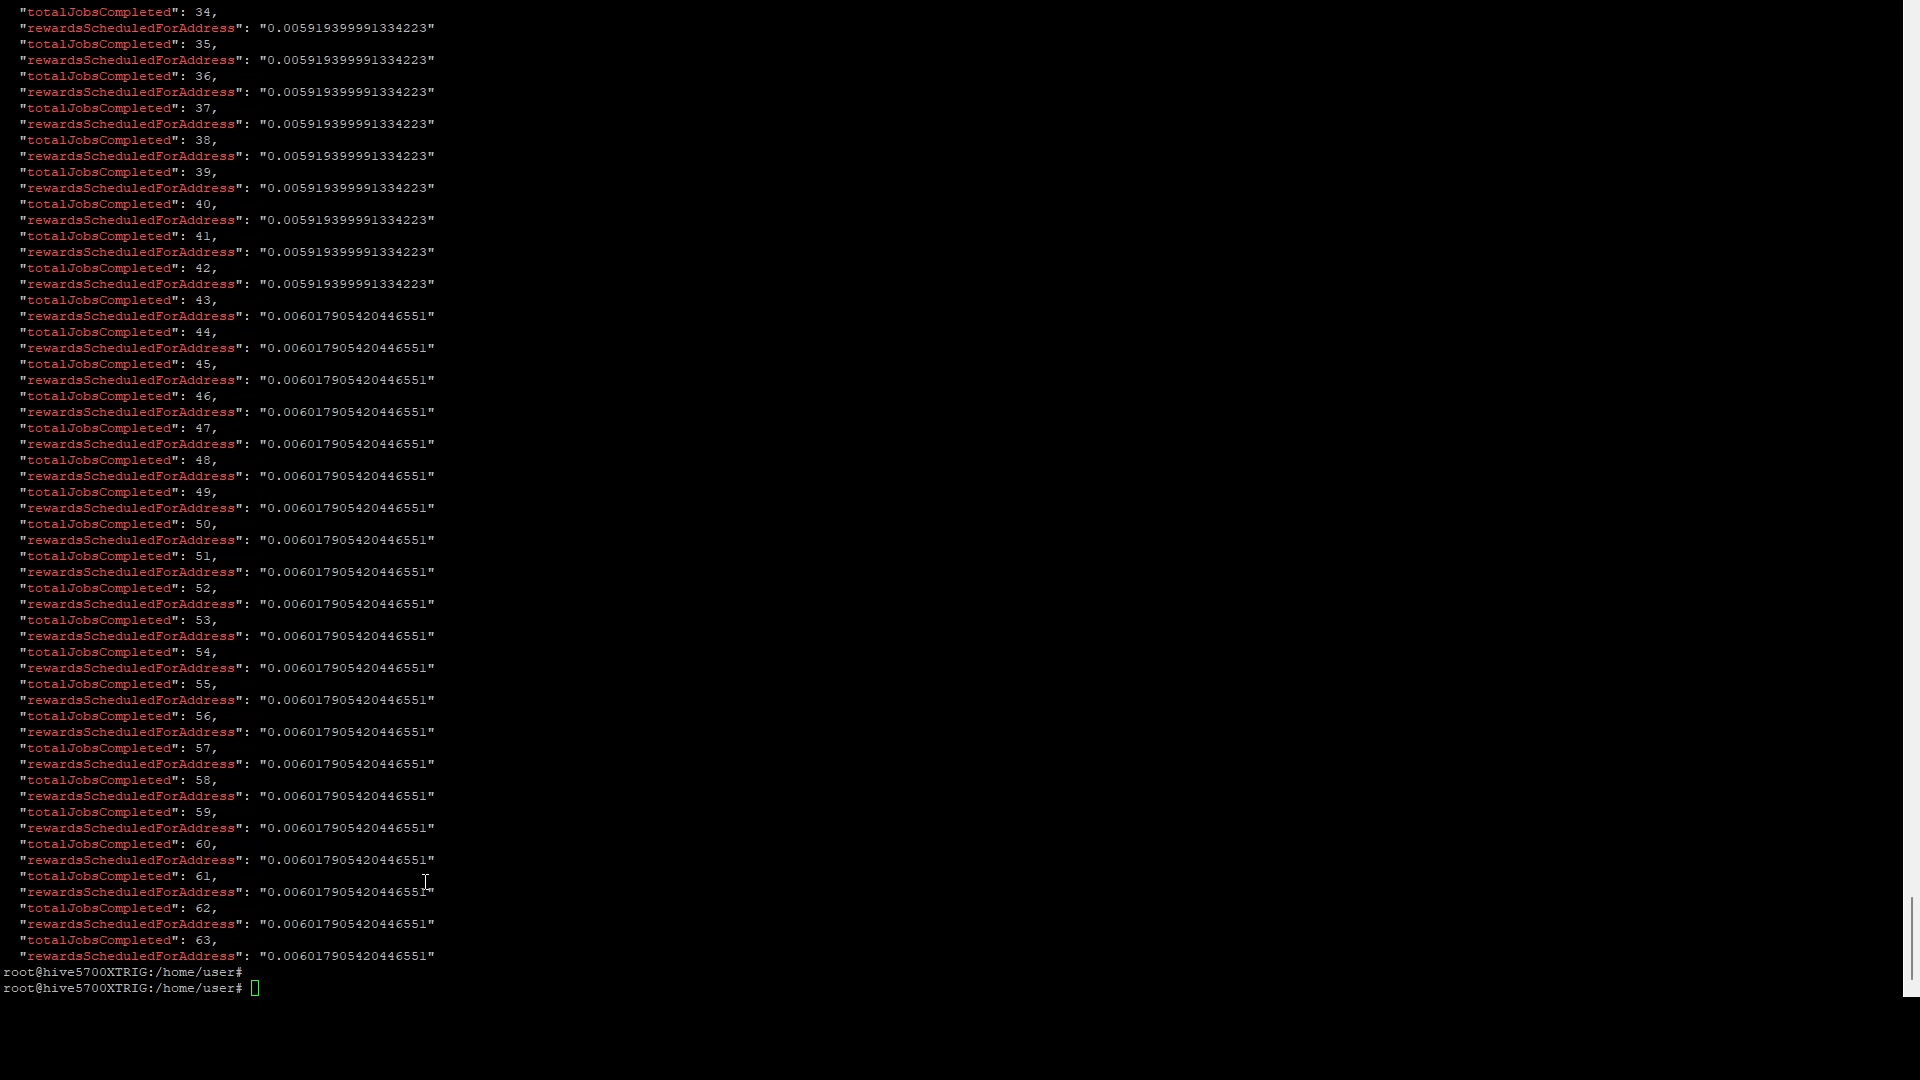 "totalJobsCompleted": 34,
"rewardsScheduledForAddress": "0.005919399991334223"
"totalJobsCompleted": 35,
"rewardsScheduledForAddress": "0.005919399991334223"
"totalJobsCompleted": 36,
"rewardsScheduledForAddress": "0.005919399991334223"
"totalJobsCompleted": 37,
"rewardsScheduledForAddress": "0.005919399991334223"
"totalJobsCompleted": 38,
"rewardsScheduledForAddress": "0.005919399991334223"
"totalJobsCompleted": 39,
"rewardsScheduledForAddress": "0.005919399991334223"
"totalJobsCompleted": 40,
"rewardsScheduledForAddress": "0.005919399991334223"
"totalJobsCompleted": 41,
"rewardsScheduledForAddress": "0.005919399991334223"
"totalJobsCompleted": 42,
"rewardsScheduledForAddress": "0.005919399991334223"
"totalJobsCompleted": 43,
"rewardsScheduledForAddress": "0.006017905420446551"
"totalJobsCompleted": 44,
"rewardsScheduledForAddress": "0.006017905420446551"
"totalJobsCompleted": 45,
"rewardsScheduledForAddress": "0.006017905420446551"
"totalJobsCompleted": 46,
"rewardsScheduledForAddress": "0.006017905420446551"
"totalJobsCompleted": 47,
"rewardsScheduledForAddress": "0.006017905420446551"
"totalJobsCompleted": 48,
"rewardsScheduledForAddress": "0.006017905420446551"
"totalJobsCompleted": 49,
"rewardsScheduledForAddress": "0.006017905420446551"
"totalJobsCompleted": 50,
"rewardsScheduledForAddress": "0.006017905420446551"
"totalJobsCompleted": 51,
"rewardsScheduledForAddress": "0.006017905420446551"
"totalJobsCompleted": 52,
"rewardsScheduledForAddress": "0.006017905420446551"
"totalJobsCompleted": 53,
"rewardsScheduledForAddress": "0.006017905420446551"
"totalJobsCompleted": 54,
"rewardsScheduledForAddress": "0.006017905420446551"
"totalJobsCompleted": 55,
"rewardsScheduledForAddress": "0.006017905420446551"
"totalJobsCompleted": 56,
"rewardsScheduledForAddress": "0.006017905420446551"
"totalJobsCompleted": 57,
"rewardsScheduledForAddress": "0.006017905420446551"
"totalJobsCompleted": 58,
"rewardsScheduledForAddress": "0.006017905420446551"
"totalJobsCompleted": 59,
"rewardsScheduledForAddress": "0.006017905420446551"
"totalJobsCompleted": 60,
"rewardsScheduledForAddress": "0.006017905420446551"
"totalJobsCompleted": 61,
"rewardsScheduledForAddress": "0.006017905420446551"
"totalJobsCompleted": 62,
"rewardsScheduledForAddress": "0.006017905420446551"
"totalJobsCompleted": 63,
"rewardsScheduledForAddress": "0.006017905420446551"
root@hive5700XTRIG:/home/user#
root@hive5700XTRIG:/home/user#